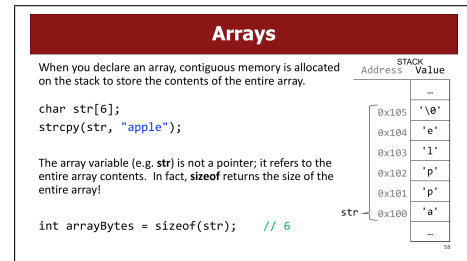 Arrays
When you declare an array, contiguous memory is allocated
on the stack to store the contents of the entire array.
char str[6];
strcpy(str, "apple");
The array variable (e.g. str) is not a pointer; it refers to the
entire array contents. In fact, sizeof returns the size of the
entire array!
int arrayBytes = sizeof(str); // 6
STACK
Address Value
…
0x105 '\0'
0x104 'e'
0x103 'l'
0x102 'p'
0x101 'p'
str 0x100 'a'
…
58